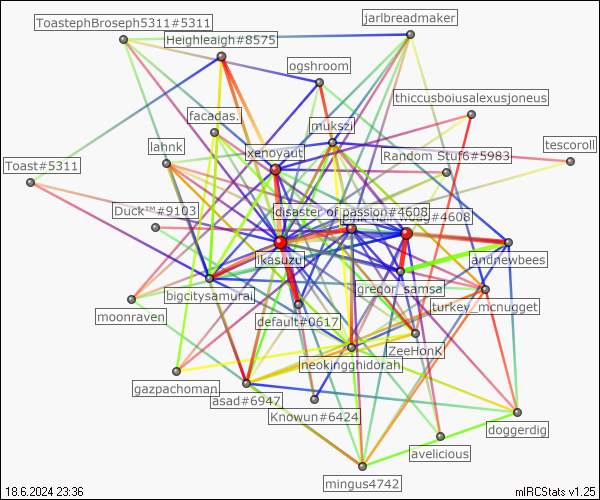 ToastephBroseph5311#5311
jarlbreadmaker
Heighleaigh#8575
ogshroom
thiccusboiusalexusjoneus
facadas.
mukszi
tescoroll
lahnk
xenoyaut
Random Stuf6#5983
Toast#5311
Duck™#9103
disaster of passion#4608
#4608
ikasuzu
andnewbees
gregor_samsa
bigcitysamurai
turkey_mcnugget
moonraven
default#0617
ZeeHonK
neokingghidorah
gazpachoman
asad#6947
Knowun#6424
doggerdig
avelicious
mingus4742
18.6.2024 23:36
mIRCStats v1.25